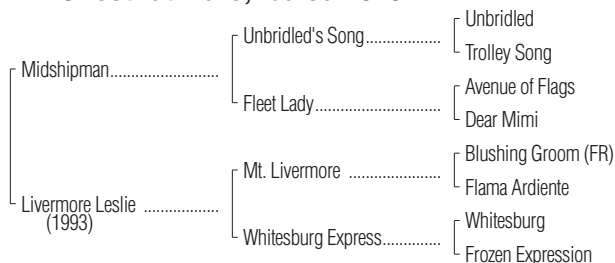 Unbridled
Unbridled's Song
Trolley Song
Midshipman
Avenue of Flags
Fleet Lady
Dear Mimi
Blushing Groom (FR)
Mt. Livermore
Flama Ardiente
Livermore Leslie
(1993)
Whitesburg
Whitesburg Express
Frozen Expression